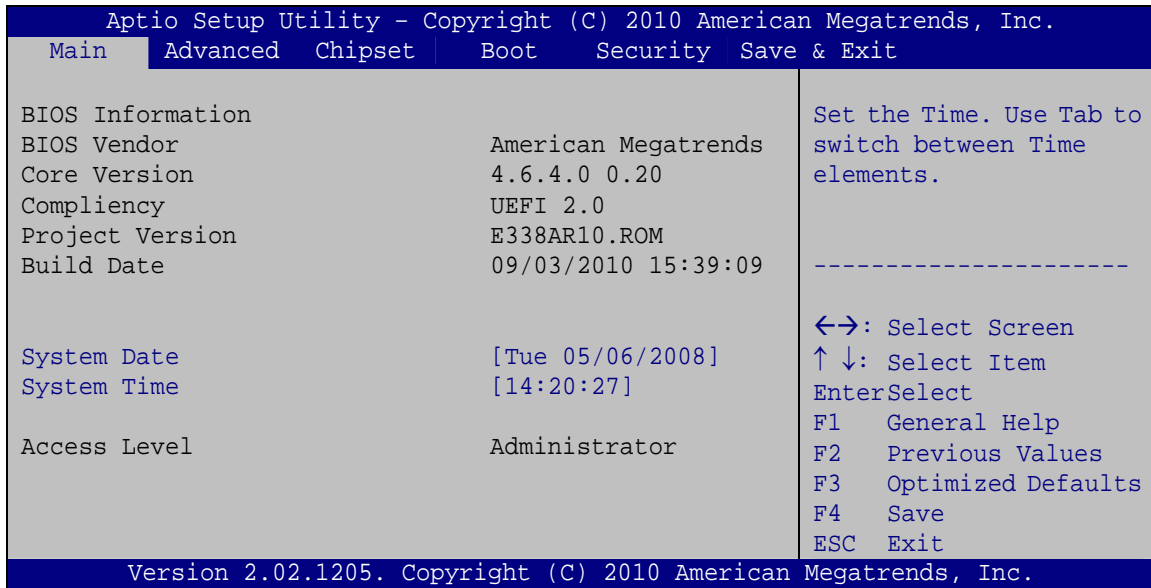 Aptio Setup Utility – Copyright (C) 2010 American Megatrends, Inc.
Main Advanced Chipset Boot Security Save & Exit
BIOS Information
BIOS Vendor American Megatrends
Core Version 4.6.4.0 0.20
Compliency UEFI 2.0
Project Version E338AR10.ROM
Build Date 09/03/2010 15:39:09
System Date [Tue 05/06/2008]
System Time [14:20:27]
Access Level Administrator
Set the Time. Use Tab to
switch between Time
elements.
----------------------
←→: Select Screen
↑ ↓: Select Item
EnterSelect
F1 General Help
F2 Previous Values
F3 Optimized Defaults
F4 Save
ESC Exit
Version 2.02.1205. Copyright (C) 2010 American Megatrends, Inc.